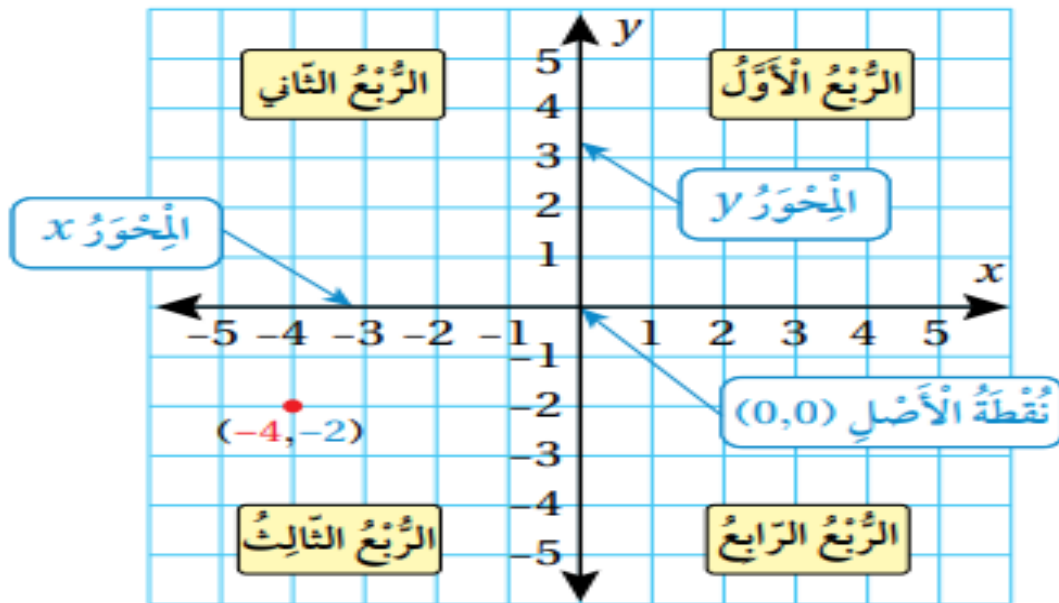 y
الرُّبْعُ الثّاني
الرُّبْعُ الْأَوَّلُ
5
4
3
2
1
الْمِحْوَرُ y
الْمِحْوَرُ x
x
–5 –4 –3 –2 –1 1 2 3 4 5
–1
–2
–3
–4
–5
نُقْطَةُ الْأَصْلِ (0,0)
(–4,–2)
الرُّبْعُ الثّالِثُ
الرُّبْعُ الرّابِعُ